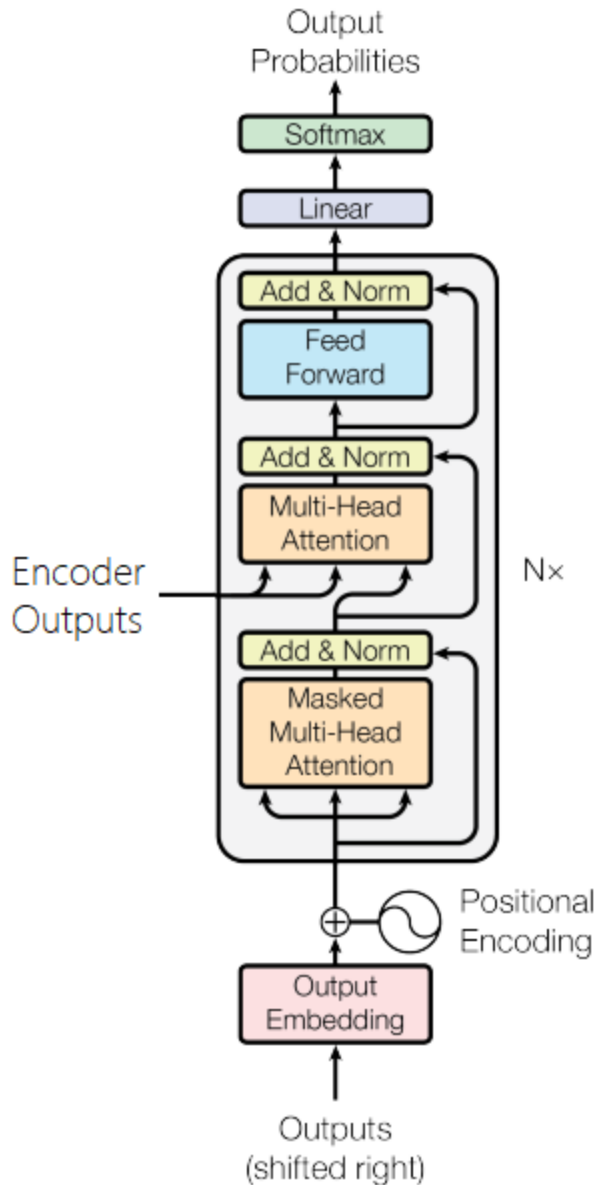 Output
Probabilities
Softmax
Linear
Add & Norm
Feed
Forward
Add & Norm
Multi-Head
Attention
Encoder
Outputs
N×
Add & Norm
Masked
Multi-Head
Attention
Positional
Encoding
Output
Embedding
Outputs
(shifted right)